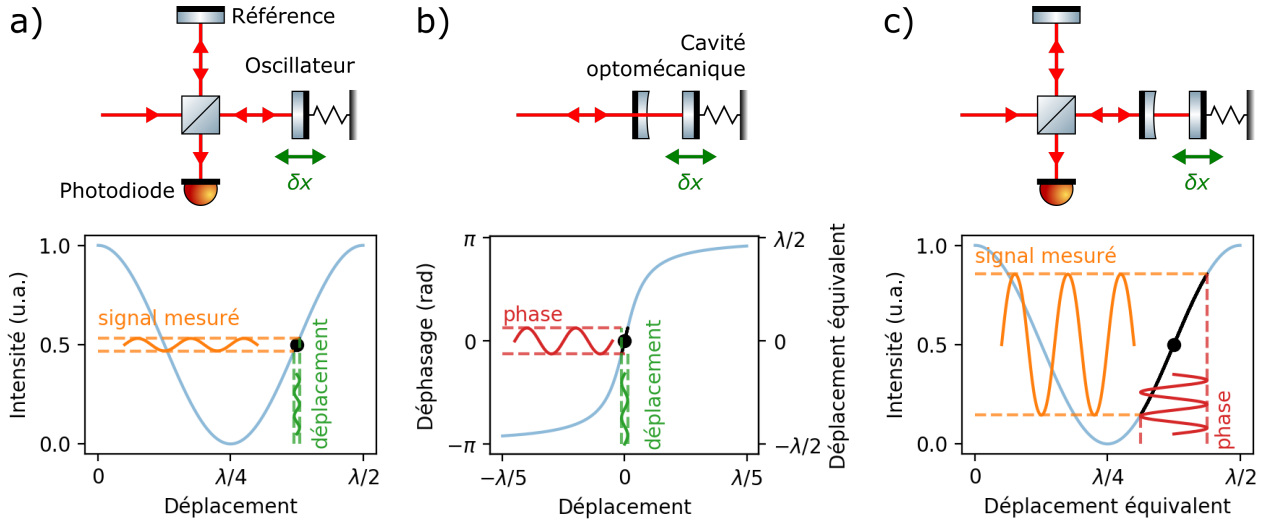 a)
Référence
Oscillateur
δx
Photodiode
Intensité (u.a.)
1.0
0.5
0.0
signal mesuré
déplacement
0
λ/4
λ/2
Déplacement
b)
Cavité
optomécanique
δx
Déphasage (rad)
π
0
−π
phase
déplacement
λ/2
0
−λ/2
Déplacement équivalent
−λ/5
0
λ/5
Déplacement
c)
δx
Intensité (u.a.)
1.0
0.5
0.0
signal mesuré
phase
0
λ/4
λ/2
Déplacement équivalent